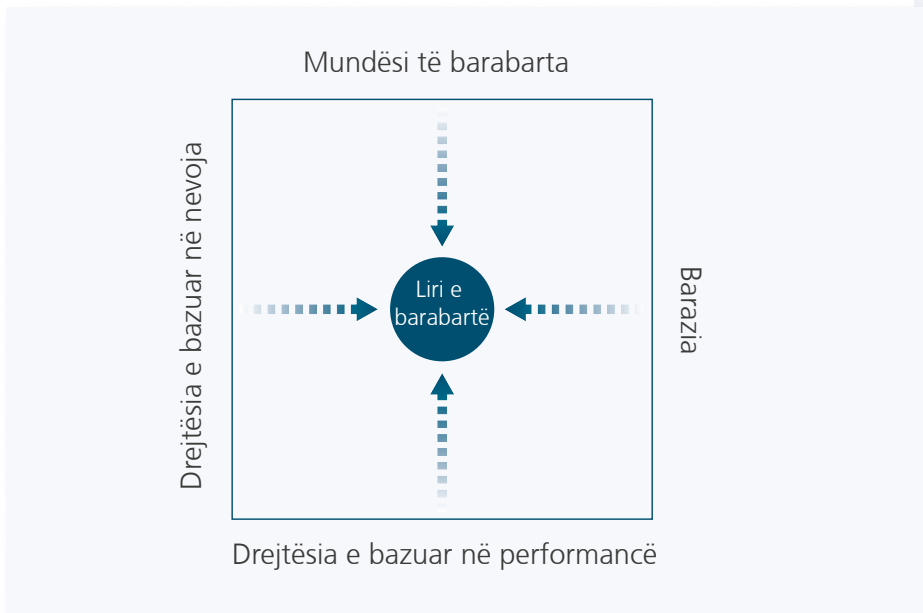 Mundësi të barabarta
Drejtësia e bazuar në nevoja
Liri e
barabartë
Barazia
Drejtësia e bazuar në performancë